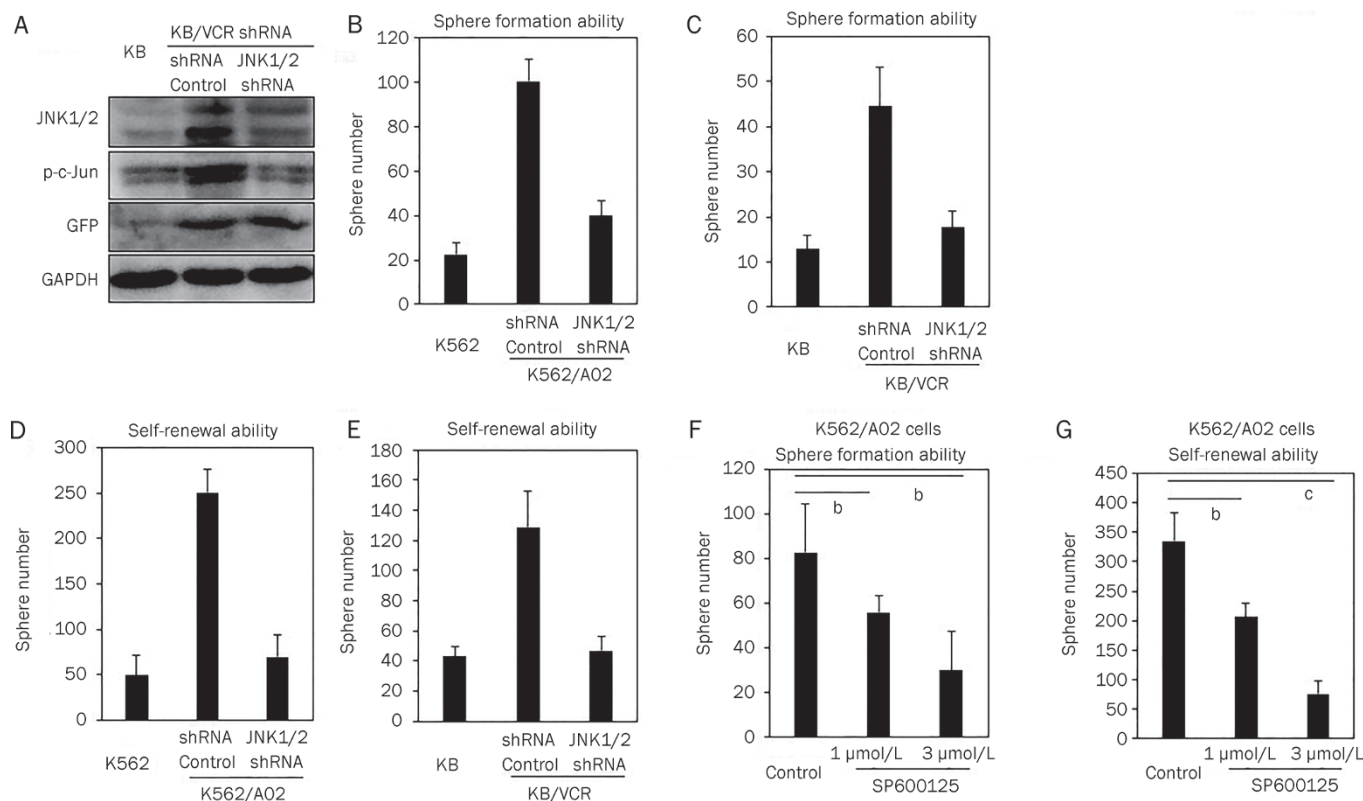 A
KB/VCR shRNA
KB
shRNA JNK1/2
Control shRNA
JNK1/2
p-c-Jun
GFP
GAPDH
B
Sphere formation ability
Sphere number
120
100
80
60
40
20
0
K562
shRNA JNK1/2
Control shRNA
K562/A02
C
Sphere formation ability
Sphere number
60
50
40
30
20
10
0
KB
shRNA JNK1/2
Control shRNA
KB/VCR
D
Self-renewal ability
Sphere number
300
250
200
150
100
50
0
K562
shRNA JNK1/2
Control shRNA
K562/A02
E
Self-renewal ability
Sphere number
180
160
140
120
100
80
60
40
20
0
KB
shRNA JNK1/2
Control shRNA
KB/VCR
F
K562/A02 cells
Sphere formation ability
Sphere number
120
100
80
60
40
20
0
b
b
Control
1 μmol/L 3 μmol/L
SP600125
G
K562/A02 cells
Self-renewal ability
Sphere number
450
400
350
300
250
200
150
100
50
0
c
b
Control
1 μmol/L 3 μmol/L
SP600125